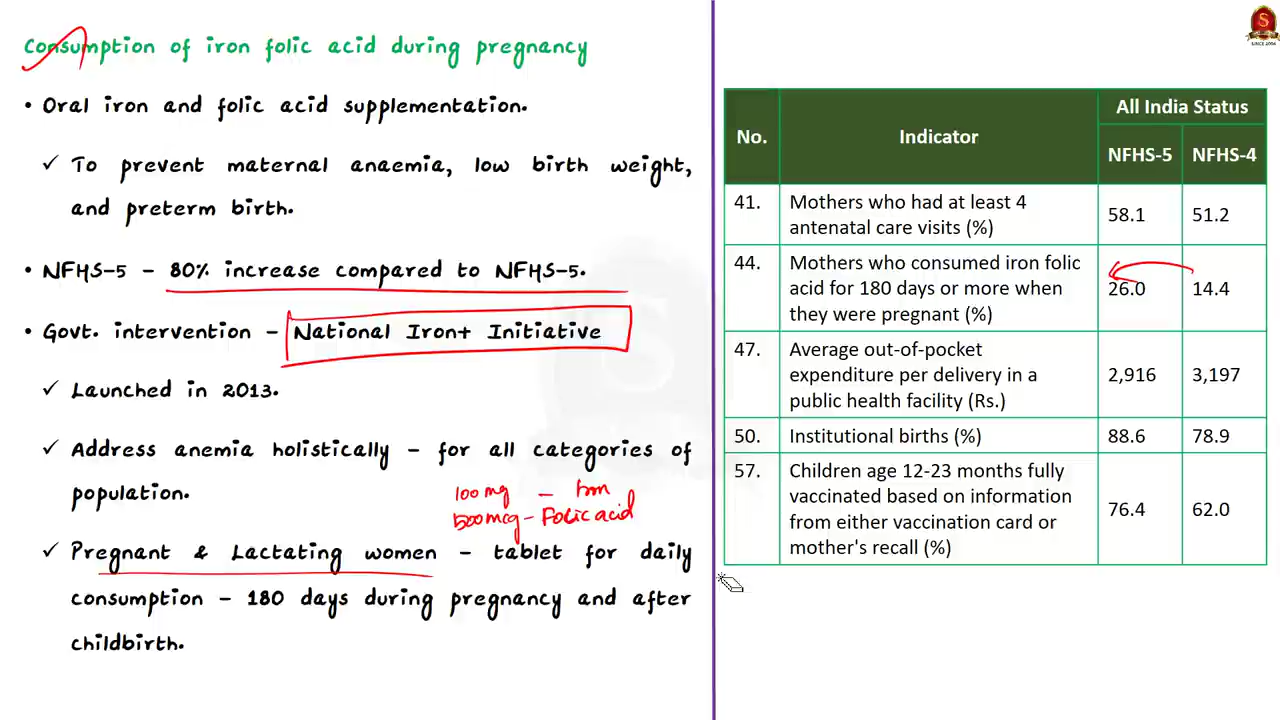 Consumption of iron folic acid during pregnancy
• Oral iron and folic acid supplementation.
✓ To prevent maternal anaemia, low birth weight,
and preterm birth.
• NFHS-5 - 80% increase compared to NFHS-5.
• Govt. intervention - National Iron+ Initiative
✓ Launched in 2013.
✓ Address anemia holistically - for all categories of
population.
100mg - Iron
500mcg - Folic acid
✓ Pregnant & Lactating women - tablet for daily
consumption - 180 days during pregnancy and after
childbirth.
S
SINCE 2004
No. Indicator All India Status
NFHS-5 NFHS-4
41. Mothers who had at least 4
antenatal care visits (%) 58.1 51.2
44. Mothers who consumed iron folic
acid for 180 days or more when 26.0 14.4
they were pregnant (%)
47. Average out-of-pocket
expenditure per delivery in a 2,916 3,197
public health facility (Rs.)
50. Institutional births (%) 88.6 78.9
57. Children age 12-23 months fully
vaccinated based on information
from either vaccination card or 76.4 62.0
mother's recall (%)